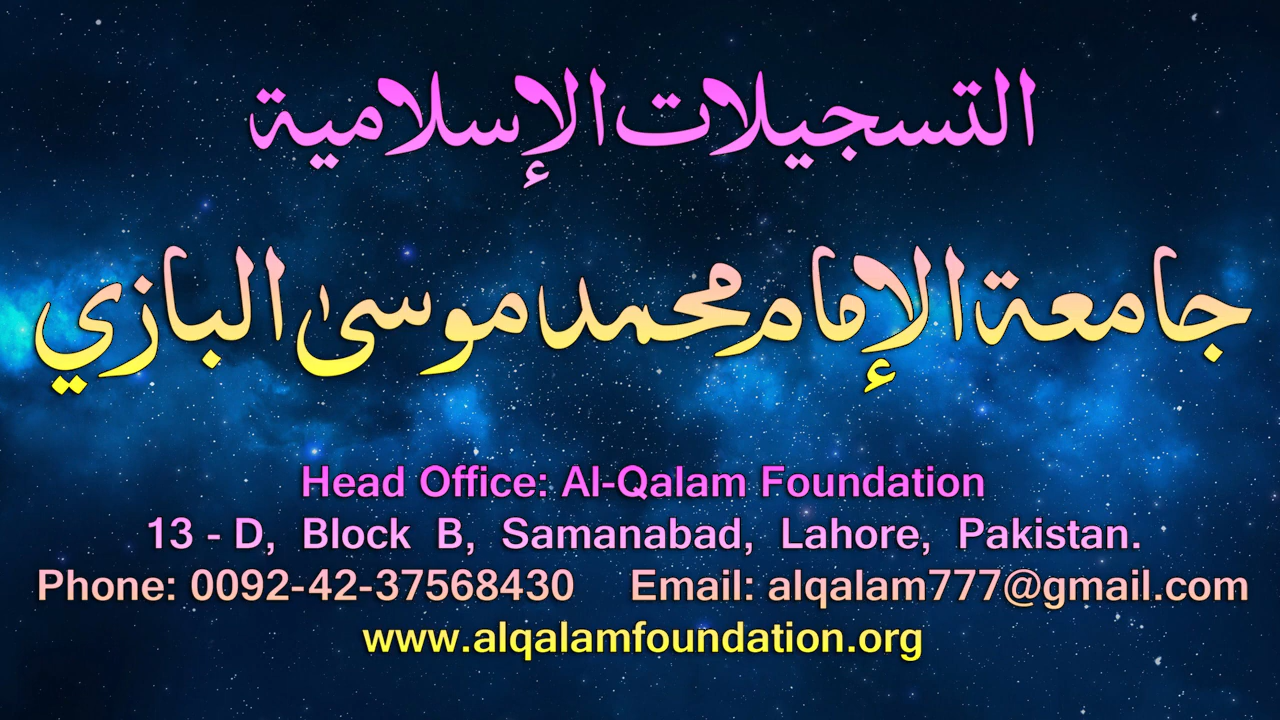 التسجيلات الإسلامية
جامعة الإمام محمد موسىٰ البازي
Head Office: Al-Qalam Foundation
13 - D, Block B, Samanabad, Lahore, Pakistan.
Phone: 0092-42-37568430 Email: alqalam777@gmail.com
www.alqalamfoundation.org